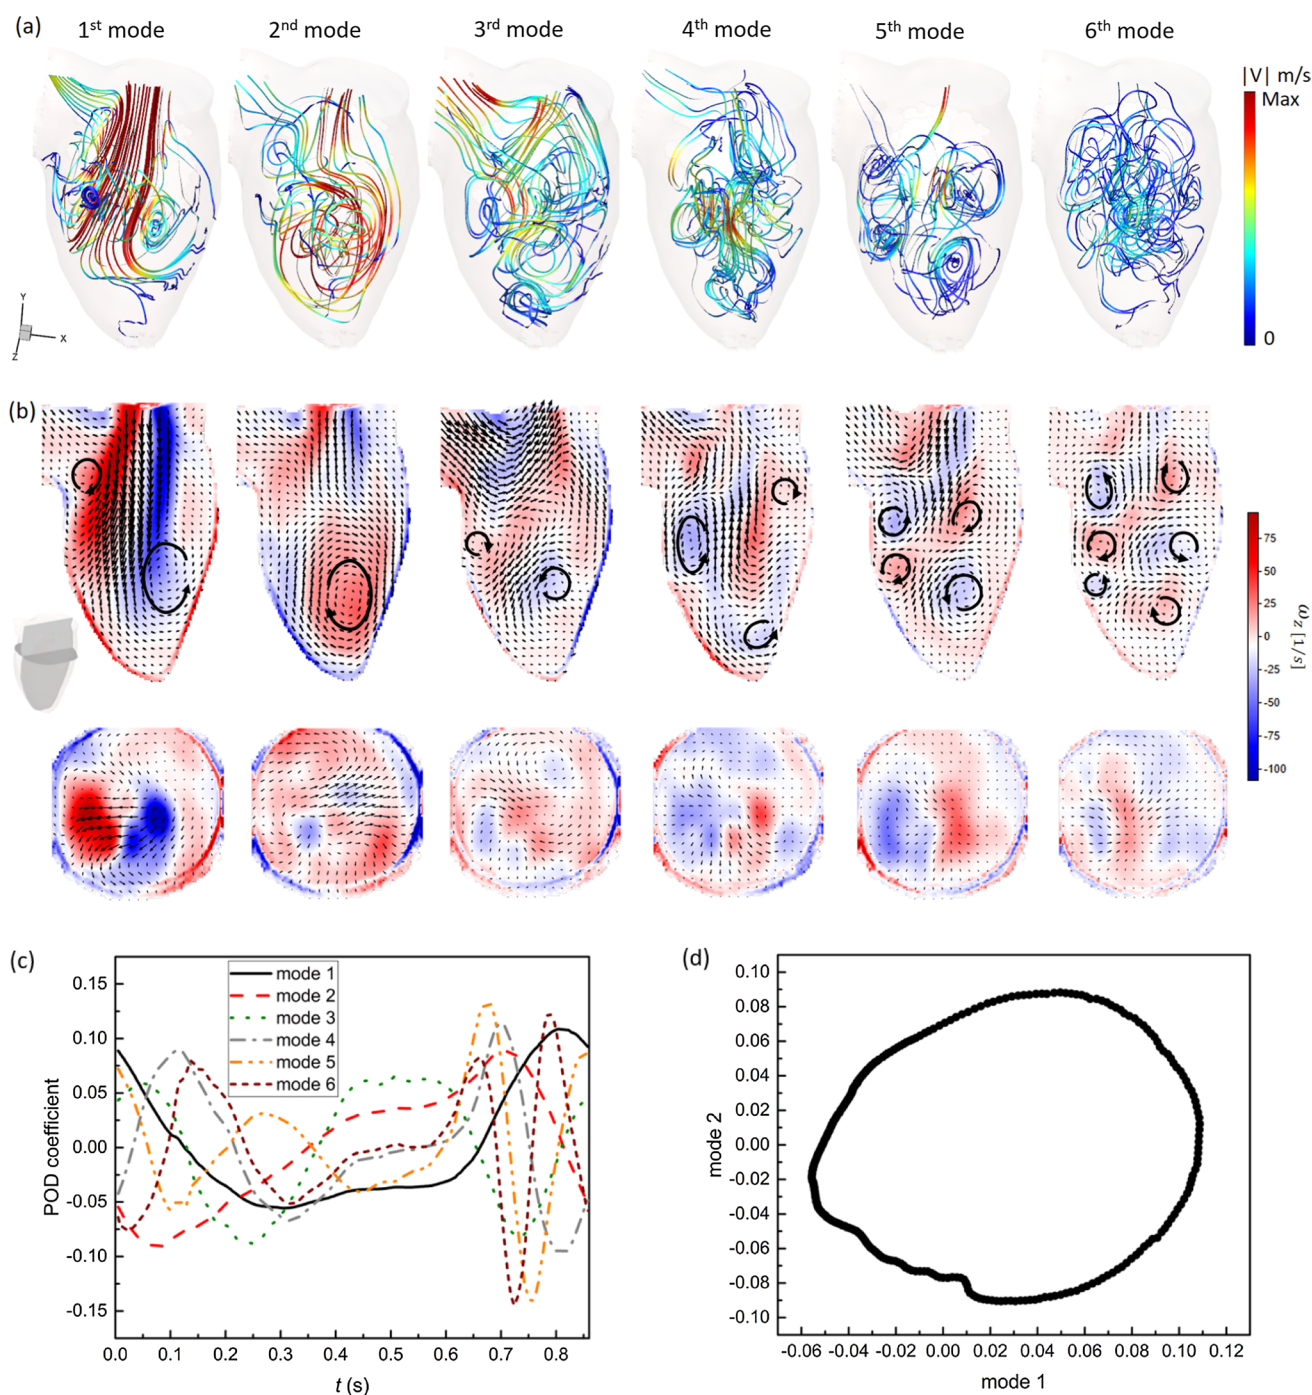 (a)
1st mode 2nd mode 3rd mode 4th mode 5th mode 6th mode
|V| m/s
Max
0
Y
X
Z
(b)
75
50
25
0
-25
-50
-75
-100
ωz [1/s]
(c)
0.15
0.10
0.05
0.00
-0.05
-0.10
-0.15
POD coefficient
mode 1
mode 2
mode 3
mode 4
mode 5
mode 6
0.0 0.1 0.2 0.3 0.4 0.5 0.6 0.7 0.8
t (s)
(d)
0.10
0.08
0.06
0.04
0.02
0.00
-0.02
-0.04
-0.06
-0.08
-0.10
mode 2
-0.06 -0.04 -0.02 0.00 0.02 0.04 0.06 0.08 0.10 0.12
mode 1